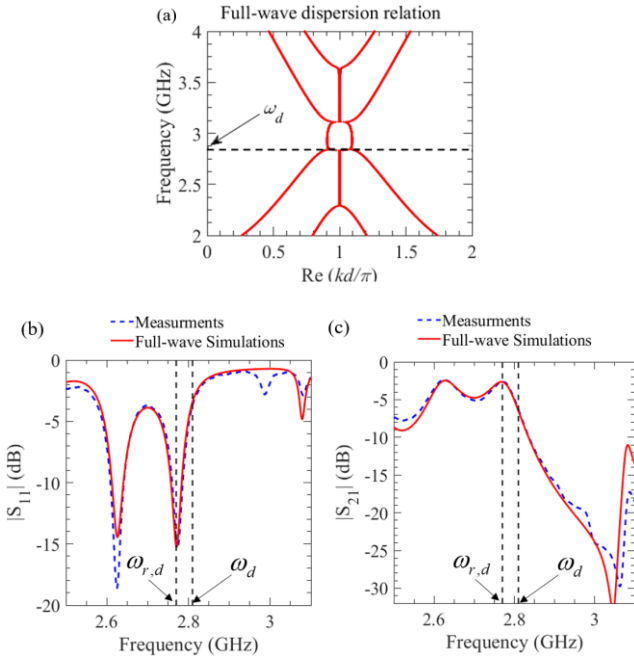 (a)
Full-wave dispersion relation
4
3.5
3
2.5
2
Frequency (GHz)
ω_d
0
0.5
1
1.5
2
Re (kd/π)
(b)
Measurments
Full-wave Simulations
0
-5
-10
-15
-20
|S₁₁| (dB)
ω_{r,d}
ω_d
2.6
2.8
3
Frequency (GHz)
(c)
Measurments
Full-wave Simulations
0
-5
-10
-15
-20
-25
-30
|S₂₁| (dB)
ω_{r,d}
ω_d
2.6
2.8
3
Frequency (GHz)